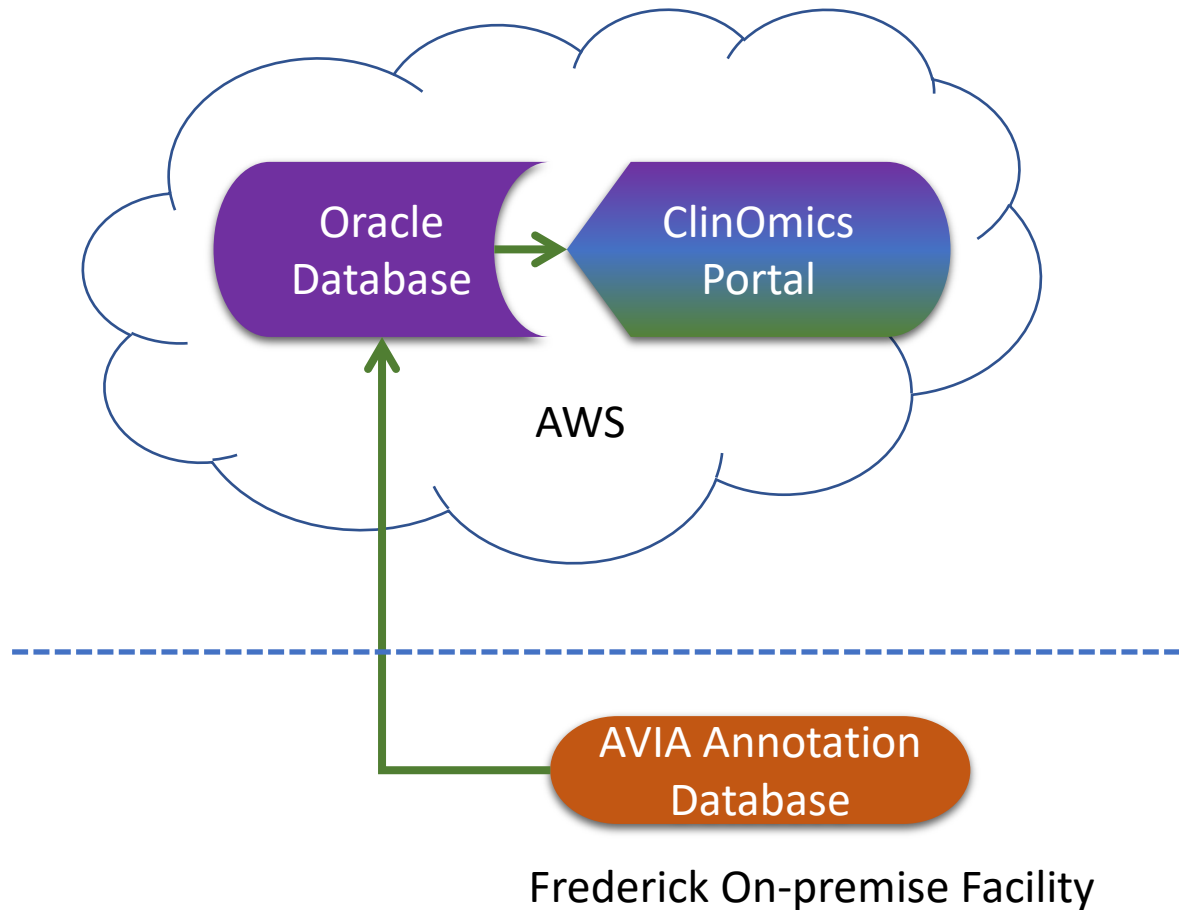 Oracle
Database
ClinOmics
Portal
AWS
AVIA Annotation
Database
Frederick On-premise Facility